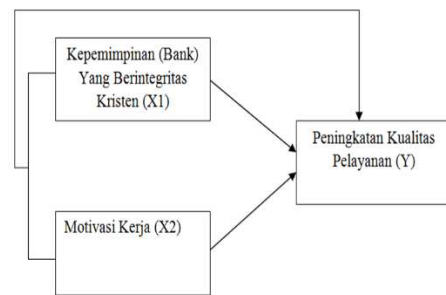 Kepemimpinan (Bank)
Yang Berintegritas
Kristen (X1)
Peningkatan Kualitas
Pelayanan (Y)
Motivasi Kerja (X2)